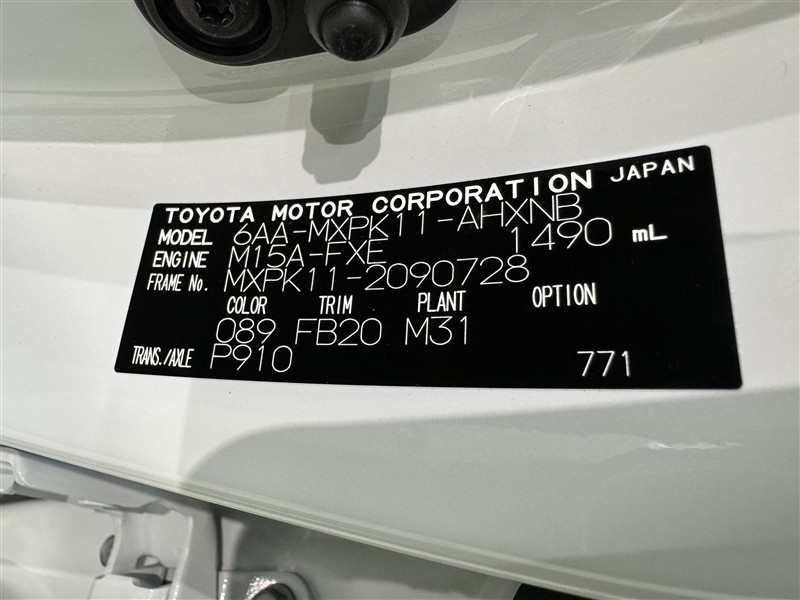 TOYOTA MOTOR CORPORATION JAPAN
MODEL 6AA-MXPK11-AHXNB
ENGINE M15A-FXE 1490 mL
FRAME No. MXPK11-2090728
COLOR TRIM PLANT OPTION
089 FB20 M31
TRANS./AXLE P910 771